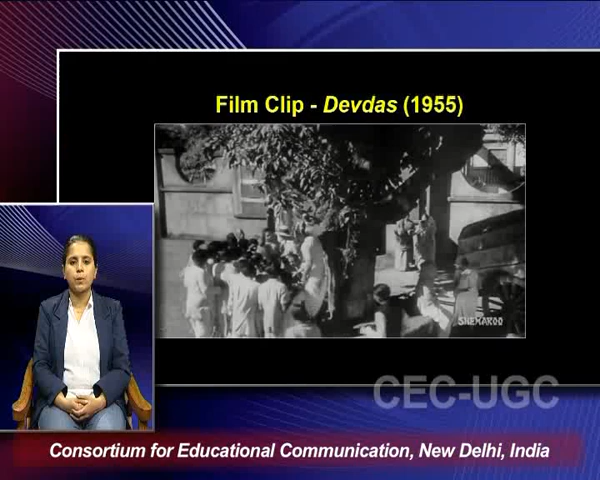 Film Clip - Devdas (1955)
SHEMAROO
CEC-UGC
Consortium for Educational Communication, New Delhi, India